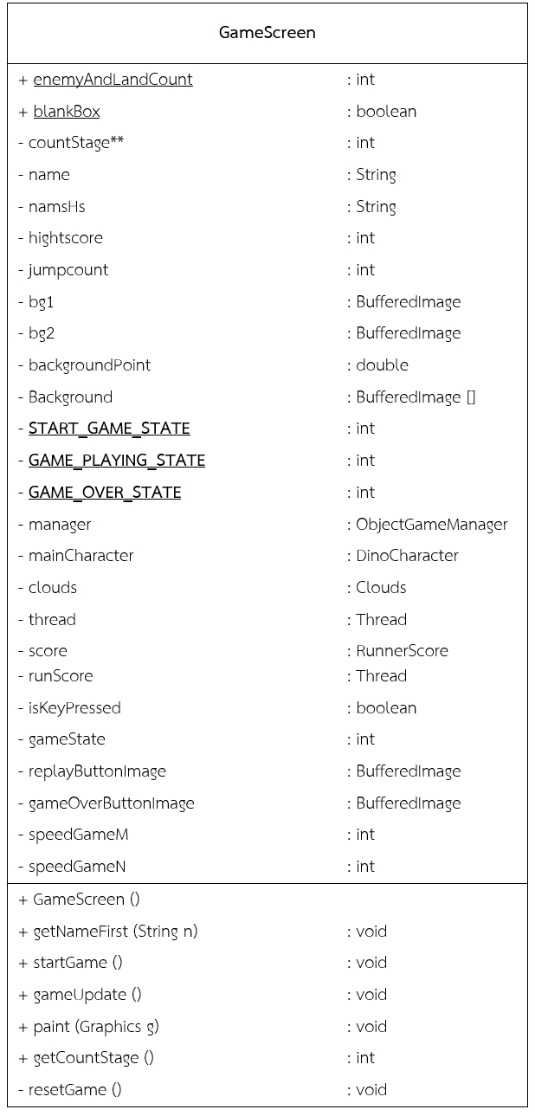 GameScreen
+ enemyAndLandCount : int
+ blankBox : boolean
- countStage** : int
- name : String
- namsHs : String
- hightscore : int
- jumpcount : int
- bg1 : BufferedImage
- bg2 : BufferedImage
- backgroundPoint : double
- Background : BufferedImage []
- START_GAME_STATE : int
- GAME_PLAYING_STATE : int
- GAME_OVER_STATE : int
- manager : ObjectGameManager
- mainCharacter : DinoCharacter
- clouds : Clouds
- thread : Thread
- score : RunnerScore
- runScore : Thread
- isKeyPressed : boolean
- gameState : int
- replayButtonImage : BufferedImage
- gameOverButtonImage : BufferedImage
- speedGameM : int
- speedGameN : int
+ GameScreen ()
+ getNameFirst (String n) : void
+ startGame () : void
+ gameUpdate () : void
+ paint (Graphics g) : void
+ getCountStage () : int
- resetGame () : void